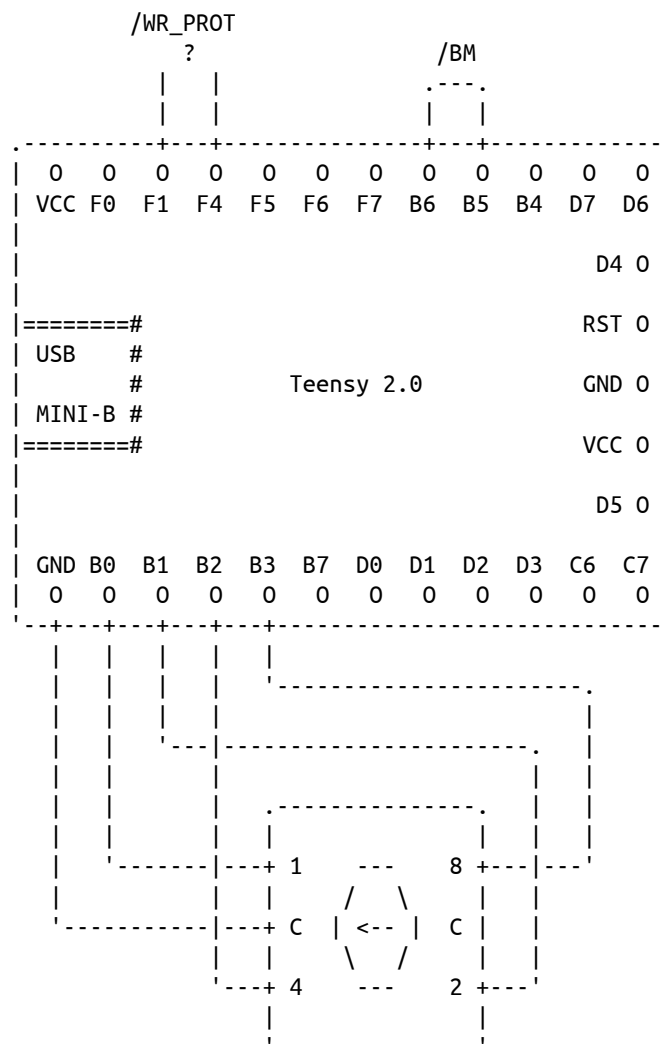 /WR_PROT
? /BM
| | .---.
| | | |
.----------+---+---------------+---+-------------
| O O O O O O O O O O O O
| VCC F0 F1 F4 F5 F6 F7 B6 B5 B4 D7 D6
|
| D4 O
|
|========# RST O
| USB #
| # Teensy 2.0 GND O
| MINI-B #
|========# VCC O
|
| D5 O
|
| GND B0 B1 B2 B3 B7 D0 D1 D2 D3 C6 C7
| O O O O O O O O O O O O
'--+---+---+---+---+-----------------------------
| | | | |
| | | | '-----------------------.
| | | | |
| | '---|-----------------------. |
| | | | |
| | | .---------------. | |
| | | | | | |
| '-------|---+ 1 --- 8 +---|---'
| | | / \ | |
'-----------|---+ C | <-- | C | |
| | \ / | |
'---+ 4 --- 2 +---'
| |
' '